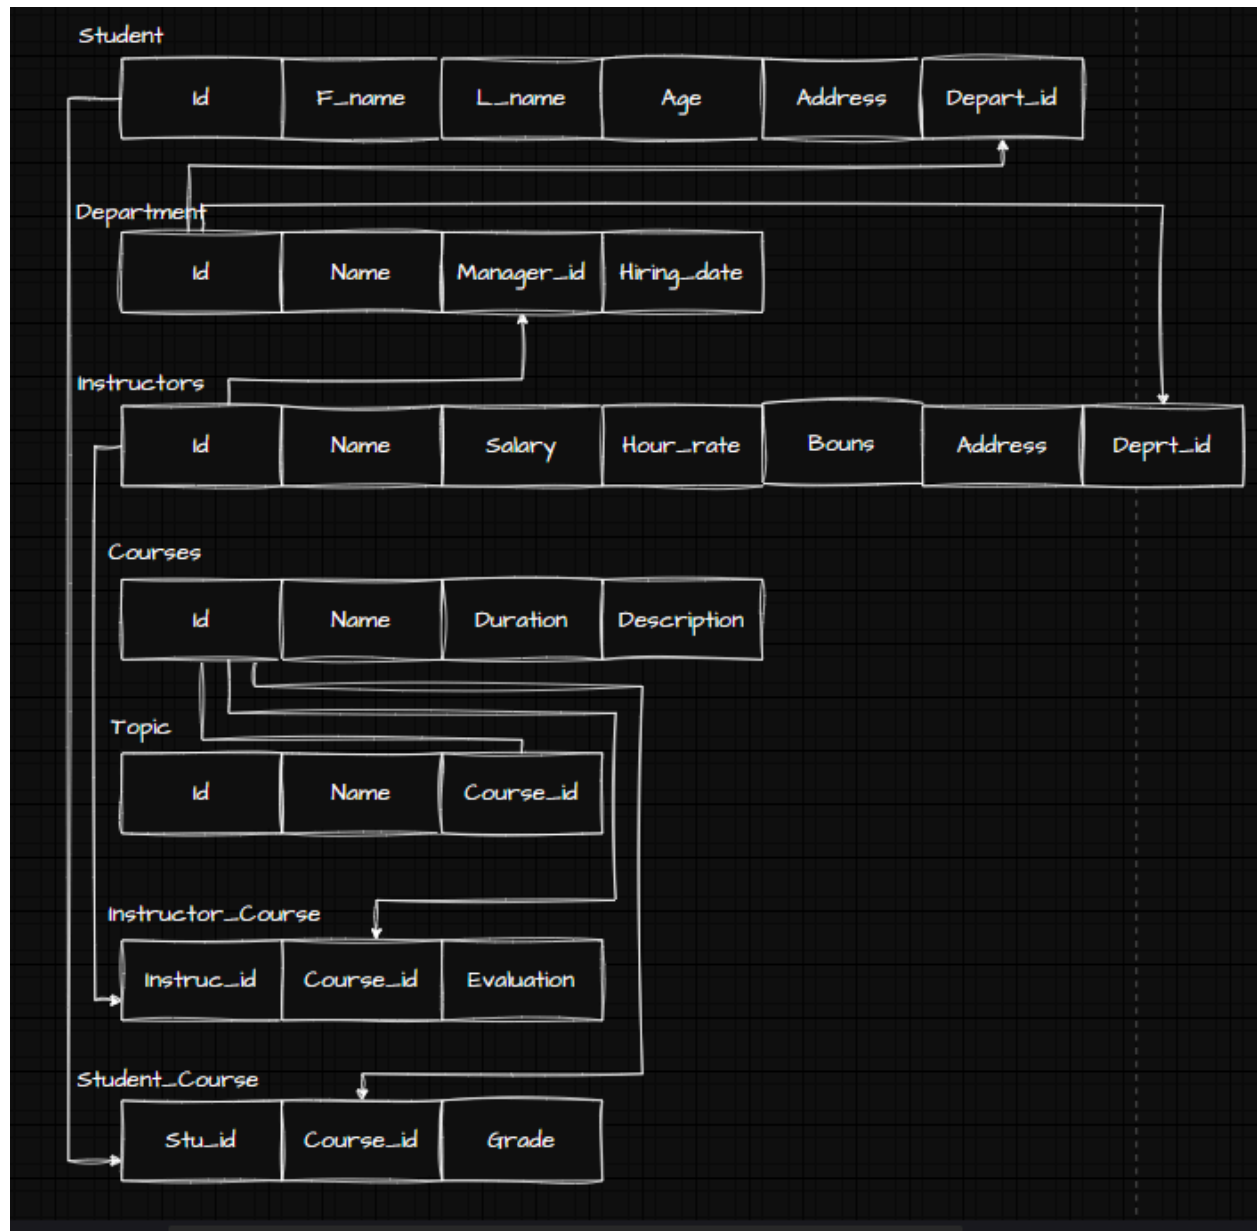 Student
Id F_name L_name Age Address Depart_id
Department
Id Name Manager_id Hiring_date
Instructors
Id Name Salary Hour_rate Bouns Address Deprt_id
Courses
Id Name Duration Description
Topic
Id Name Course_id
Instructor_Course
Instruc_id Course_id Evaluation
Student_Course
Stu_id Course_id Grade